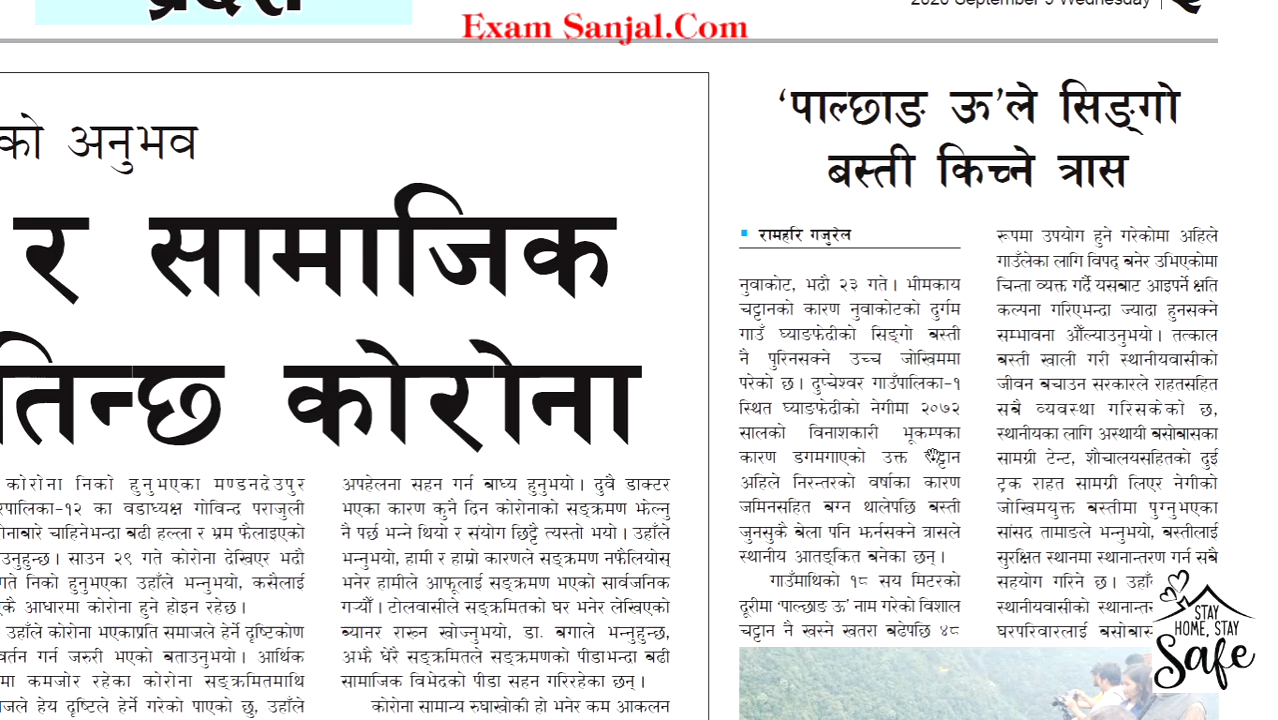 प्रदेश
2020 September 9 Wednesday
Exam Sanjal.Com
को अनुभव
र सामाजिक
तिन्छ कोरोना
कोरोना निको हुनुभएका मण्डनदेउपुर
रपालिका–१२ का वडाध्यक्ष गोविन्द पराजुली
नाबारे चाहिनेभन्दा बढी हल्ला र भ्रम फैलाइएको
उनुहुन्छ । साउन २९ गते कोरोना देखिएर भदौ
गते निको हुनुभएका उहाँले भन्नुभयो, कसैलाई
कै आधारमा कोरोना हुने होइन रहेछ ।
उहाँले कोरोना भएकाप्रति समाजले हेर्ने दृष्टिकोण
वर्तन गर्न जरुरी भएको बताउनुभयो । आर्थिक
मा कमजोर रहेका कोरोना सङ्क्रमितमाथि
जले हेय दृष्टिले हेर्ने गरेको पाएको छु, उहाँले
अपहेलना सहन गर्न बाध्य हुनुभयो । दुवै डाक्टर
भएका कारण कुनै दिन कोरोनाको सङ्क्रमण झेल्नु
नै पर्छ भन्ने थियो र संयोग छिट्टै त्यस्तो भयो । उहाँले
भन्नुभयो, हामी र हाम्रो कारणले सङ्क्रमण नफैलियोस्
भनेर हामीले आफूलाई सङ्क्रमण भएको सार्वजनिक
गर्‍यौँ । टोलवासीले सङ्क्रमितको घर भनेर लेखिएको
ब्यानर राख्न खोज्नुभयो, डा. बगाले भन्नुहुन्छ,
अझै धेरै सङ्क्रमितले सङ्क्रमणको पीडाभन्दा बढी
सामाजिक विभेदको पीडा सहन गरिरहेका छन् ।
कोरोना सामान्य रुघाखोकी हो भनेर कम आकलन
‘पाल्छाङ ऊ’ले सिङ्गो
बस्ती किच्ने त्रास
रामहरि गजुरेल
नुवाकोट, भदौ २३ गते । भीमकाय
चट्टानको कारण नुवाकोटको दुर्गम
गाउँ घ्याङफेदीको सिङ्गो बस्ती
नै पुरिनसक्ने उच्च जोखिममा
परेको छ । दुप्चेश्वर गाउँपालिका–१
स्थित घ्याङफेदीको नेगीमा २०७२
सालको विनाशकारी भूकम्पका
कारण डगमगाएको उक्त चट्टान
अहिले निरन्तरको वर्षाका कारण
जमिनसहित बग्न थालेपछि बस्ती
जुनसुकै बेला पनि झर्नसक्ने त्रासले
स्थानीय आतङ्कित बनेका छन् ।
गाउँमाथिको १८ सय मिटरको
दूरीमा ‘पाल्छाङ ऊ’ नाम गरेको विशाल
चट्टान नै खस्ने खतरा बढेपछि ४८
रूपमा उपयोग हुने गरेकोमा अहिले
गाउँलेका लागि विपद् बनेर उभिएकोमा
चिन्ता व्यक्त गर्दै यसबाट आइपर्ने क्षति
कल्पना गरिएभन्दा ज्यादा हुनसक्ने
सम्भावना औँल्याउनुभयो । तत्काल
बस्ती खाली गरी स्थानीयवासीको
जीवन बचाउन सरकारले राहतसहित
सबै व्यवस्था गरिसकेको छ,
स्थानीयका लागि अस्थायी बसोबासका
सामग्री टेन्ट, शौचालयसहितको दुई
ट्रक राहत सामग्री लिएर नेगीको
जोखिमयुक्त बस्तीमा पुग्नुभएका
सांसद तामाङले भन्नुभयो, बस्तीलाई
सुरक्षित स्थानमा स्थानान्तरण गर्न सबै
सहयोग गरिने छ । उहाँ
स्थानीयवासीको स्थानान्तर
घरपरिवारलाई बसोबास
STAY
HOME, STAY
Safe